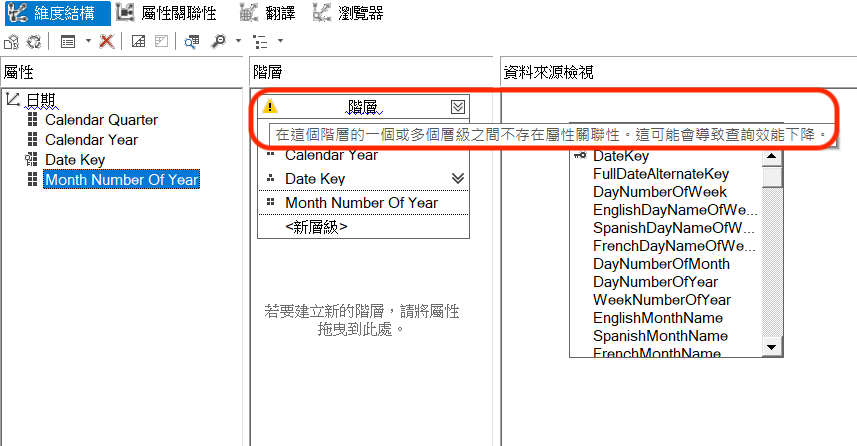 維度結構 屬性關聯性 翻譯 瀏覽器
屬性
日期
Calendar Quarter
Calendar Year
Date Key
Month Number Of Year
階層
階層
在這個階層的一個或多個層級之間不存在屬性關聯性。這可能會導致查詢效能下降。
Calendar Year
Date Key
Month Number Of Year
<新層級>
若要建立新的階層，請將屬性
拖曳到此處。
資料來源檢視
DateKey
FullDateAlternateKey
DayNumberOfWeek
EnglishDayNameOfWe...
SpanishDayNameOfW...
FrenchDayNameOfWe...
DayNumberOfMonth
DayNumberOfYear
WeekNumberOfYear
EnglishMonthName
SpanishMonthName
FrenchMonthName